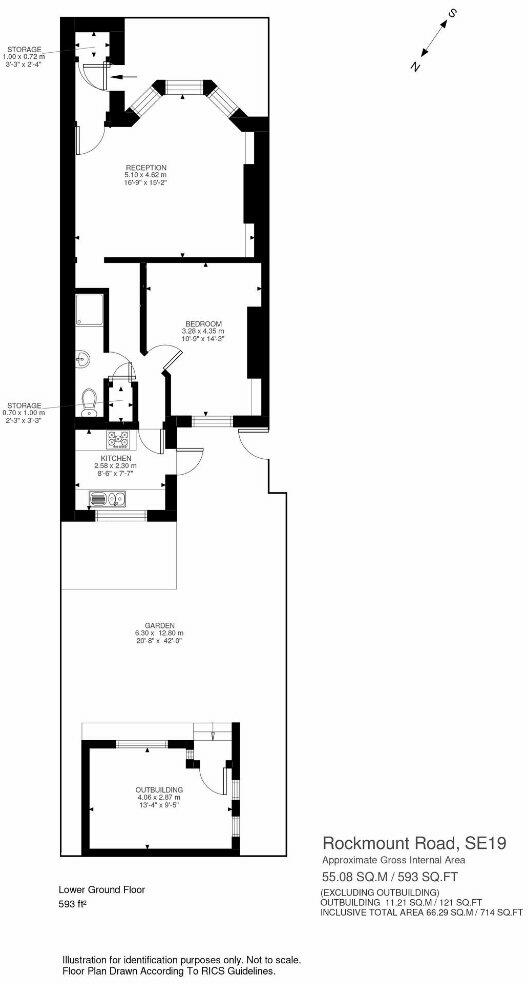 S
N
STORAGE
1.00 x 0.72 m
3'-3" x 2'-4"
RECEPTION
5.10 x 4.62 m
16'-9" x 15'-2"
BEDROOM
3.28 x 4.35 m
10'-9" x 14'-3"
STORAGE
0.70 x 1.00 m
2'-3" x 3'-3"
KITCHEN
2.58 x 2.30 m
8'-6" x 7'-7"
GARDEN
6.30 x 12.80 m
20'-8" x 42'-0"
OUTBUILDING
4.06 x 2.87 m
13'-4" x 9'-5"
Rockmount Road, SE19
Approximate Gross Internal Area
55.08 SQ.M / 593 SQ.FT
(EXCLUDING OUTBUILDING)
OUTBUILDING 11.21 SQ.M / 121 SQ.FT
INCLUSIVE TOTAL AREA 66.29 SQ.M / 714 SQ.FT
Lower Ground Floor
593 ft²
Illustration for identification purposes only. Not to scale.
Floor Plan Drawn According To RICS Guidelines.